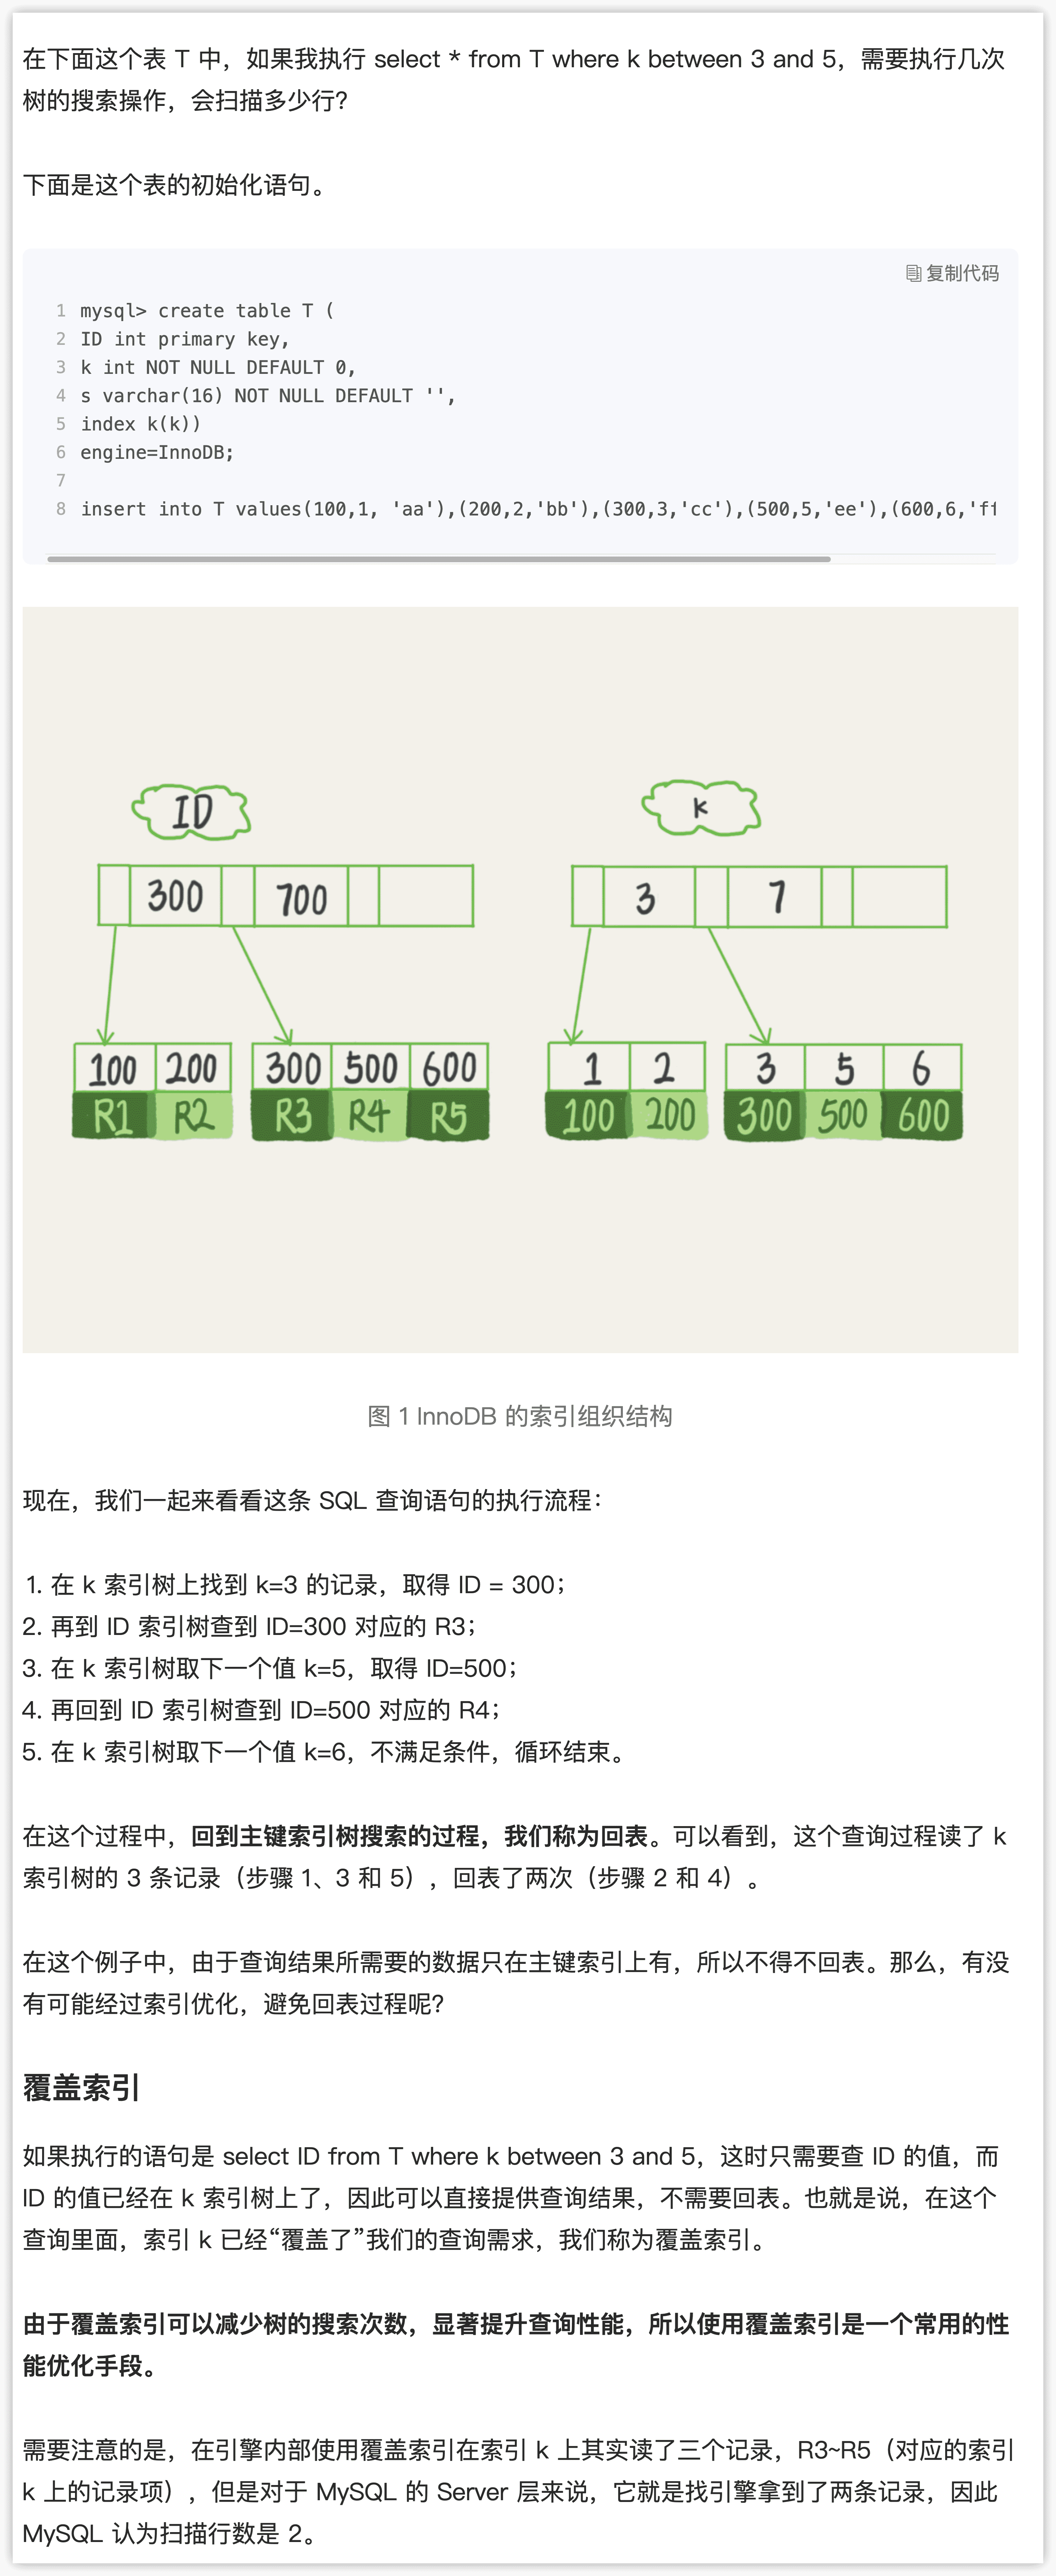 在下面这个表 T 中，如果我执行 select * from T where k between 3 and 5，需要执行几次
树的搜索操作，会扫描多少行？
下面是这个表的初始化语句。
复制代码
1 mysql> create table T (
2 ID int primary key,
3 k int NOT NULL DEFAULT 0,
4 s varchar(16) NOT NULL DEFAULT '',
5 index k(k))
6 engine=InnoDB;
7
8 insert into T values(100,1, 'aa'),(200,2,'bb'),(300,3,'cc'),(500,5,'ee'),(600,6,'ff
ID k
300 700 3 7
100 200 300 500 600 1 2 3 5 6
R1 R2 R3 R4 R5 100 200 300 500 600
图 1 InnoDB 的索引组织结构
现在，我们一起来看看这条 SQL 查询语句的执行流程：
1. 在 k 索引树上找到 k=3 的记录，取得 ID = 300；
2. 再到 ID 索引树查到 ID=300 对应的 R3；
3. 在 k 索引树取下一个值 k=5，取得 ID=500；
4. 再回到 ID 索引树查到 ID=500 对应的 R4；
5. 在 k 索引树取下一个值 k=6，不满足条件，循环结束。
在这个过程中，回到主键索引树搜索的过程，我们称为回表。可以看到，这个查询过程读了 k
索引树的 3 条记录（步骤 1、3 和 5），回表了两次（步骤 2 和 4）。
在这个例子中，由于查询结果所需要的数据只在主键索引上有，所以不得不回表。那么，有没
有可能经过索引优化，避免回表过程呢？
覆盖索引
如果执行的语句是 select ID from T where k between 3 and 5，这时只需要查 ID 的值，而
ID 的值已经在 k 索引树上了，因此可以直接提供查询结果，不需要回表。也就是说，在这个
查询里面，索引 k 已经“覆盖了”我们的查询需求，我们称为覆盖索引。
由于覆盖索引可以减少树的搜索次数，显著提升查询性能，所以使用覆盖索引是一个常用的性
能优化手段。
需要注意的是，在引擎内部使用覆盖索引在索引 k 上其实读了三个记录，R3~R5（对应的索引
k 上的记录项），但是对于 MySQL 的 Server 层来说，它就是找引擎拿到了两条记录，因此
MySQL 认为扫描行数是 2。